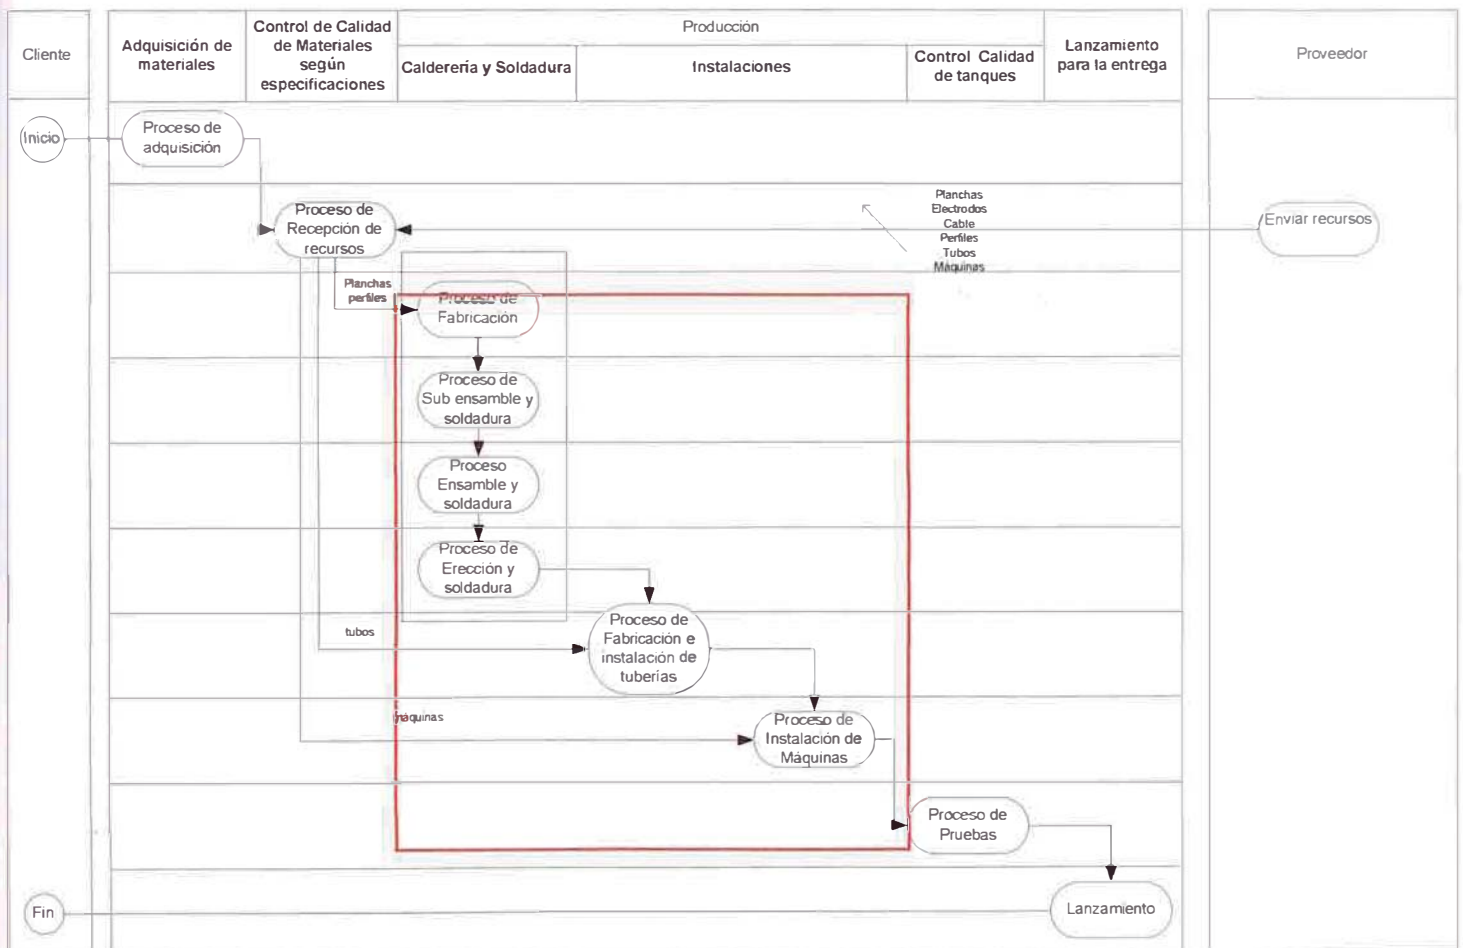 Cliente
Adquisición de
materiales
Control de Calidad
de Materiales
según
especificaciones
Producción
Calderería y Soldadura
Instalaciones
Control Calidad
de tanques
Lanzamiento
para la entrega
Proveedor
Inicio
Proceso de
adquisición
Proceso de
Recepción de
recursos
Planchas
Electrodos
Cable
Perfiles
Tubos
Máquinas
Enviar recursos
Planchas
perfiles
Proceso de
Fabricación
Proceso de
Sub ensamble y
soldadura
Proceso
Ensamble y
soldadura
Proceso de
Erección y
soldadura
tubos
Proceso de
Fabricación e
instalación de
tuberías
máquinas
Proceso de
Instalación de
Máquinas
Proceso de
Pruebas
Fin
Lanzamiento